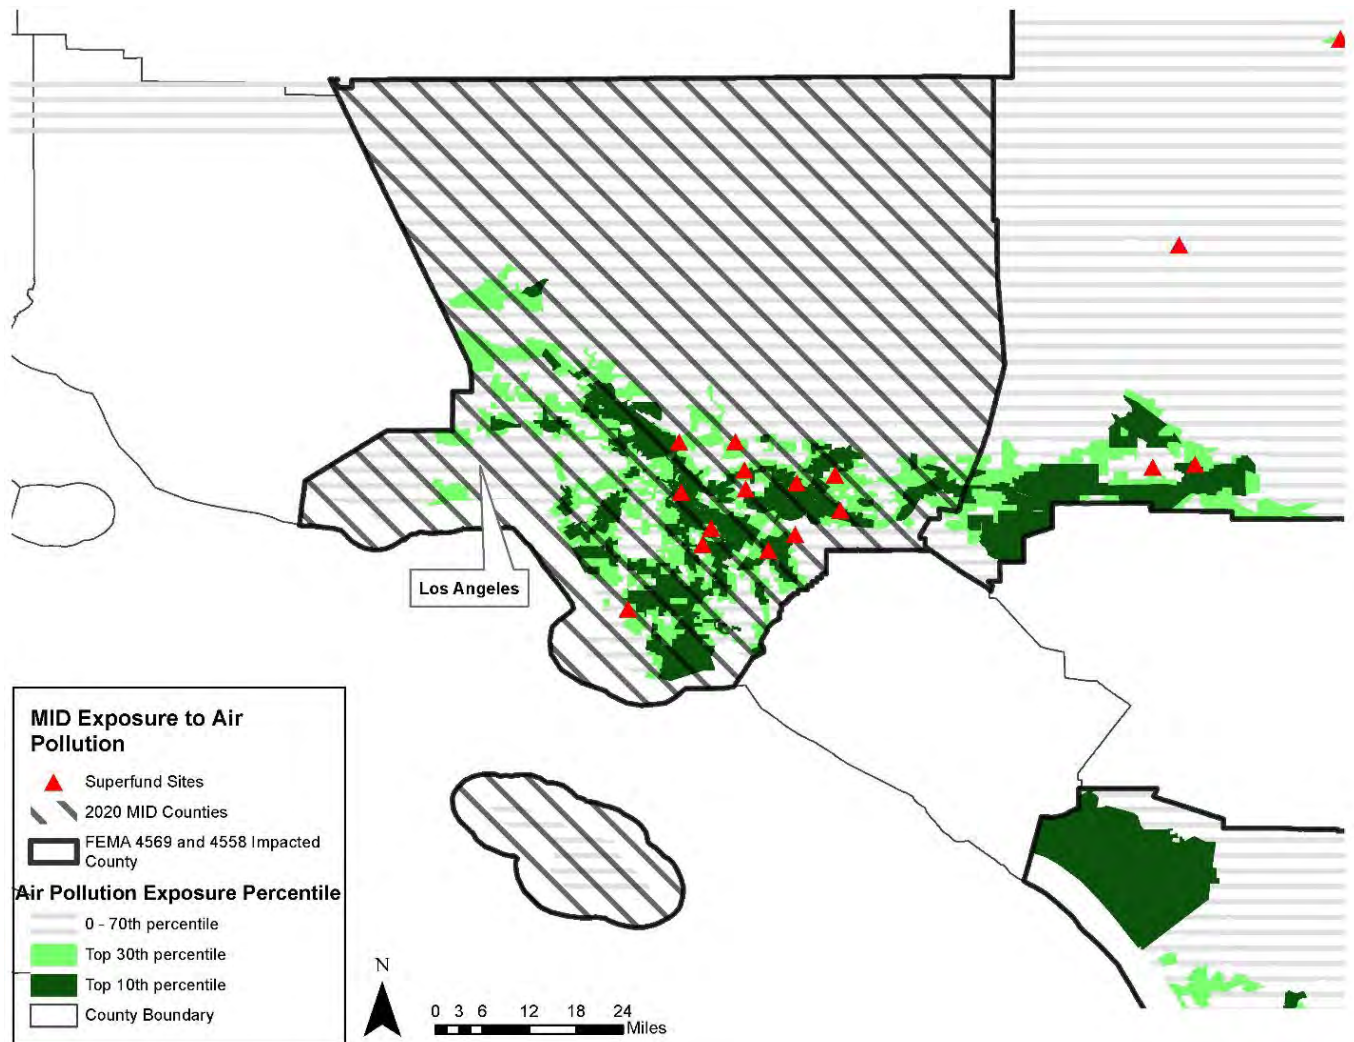 Los Angeles
MID Exposure to Air
Pollution
Superfund Sites
2020 MID Counties
FEMA 4569 and 4558 Impacted
County
Air Pollution Exposure Percentile
0 - 70th percentile
Top 30th percentile
Top 10th percentile
County Boundary
N
0 3 6 12 18 24
Miles